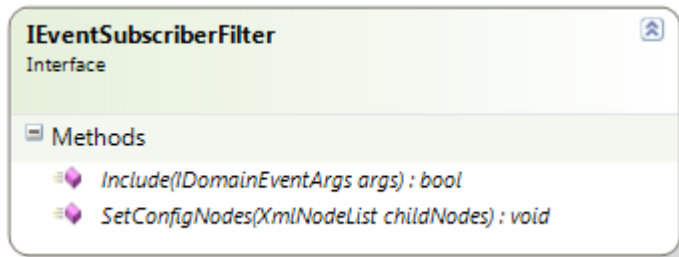 IEventSubscriberFilter
Interface
Methods
Include(IDomainEventArgs args) : bool
SetConfigNodes(XmlNodeList childNodes) : void